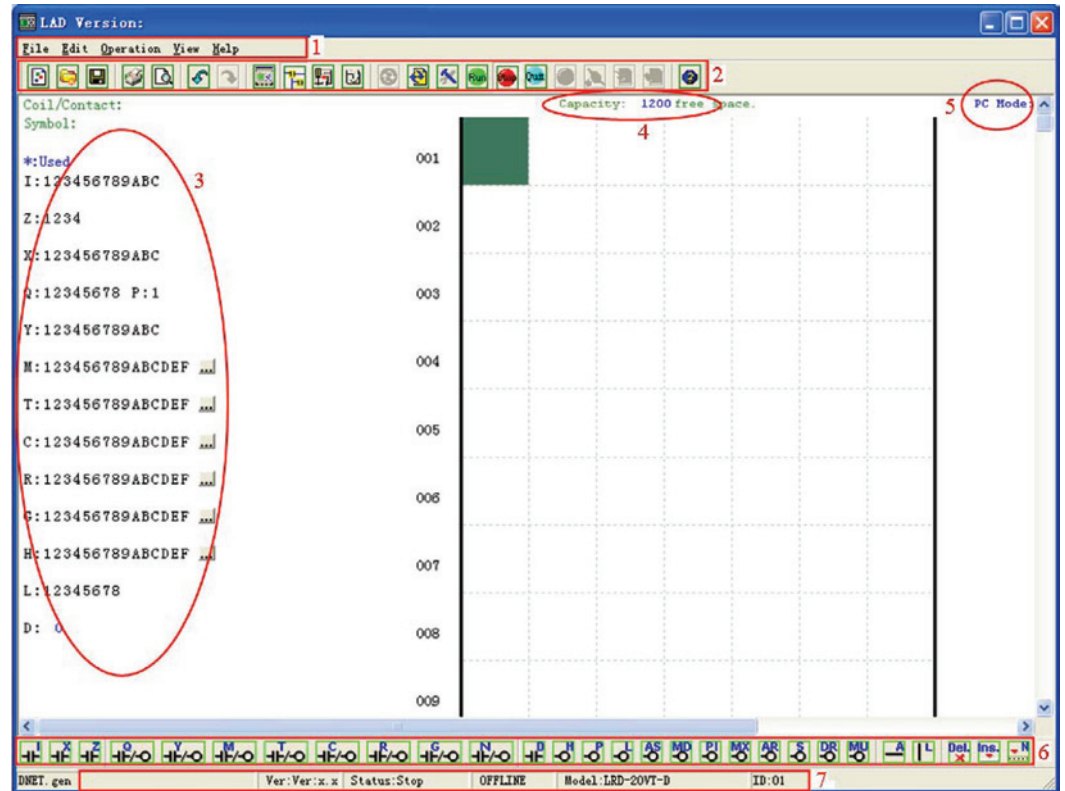 LAD Version:
File Edit Operation View Help 1
Run Stop Quit 2
Coil/Contact: Capacity: 1200 free space. 5 PC Mode:
Symbol: 4
*:Used
I:123456789ABC 3 001
Z:1234 002
X:123456789ABC
Q:12345678 P:1 003
Y:123456789ABC
M:123456789ABCDEF ... 004
T:123456789ABCDEF ...
C:123456789ABCDEF ... 005
R:123456789ABCDEF ...
G:123456789ABCDEF ... 006
H:123456789ABCDEF ...
L:12345678 007
D: 0 008
009
I X Z Q Y M T C R G N D H P L AS MD PI MX AR S DR MU A L Del. Ins. N 6
DNET.gen Ver:Ver:x.x Status:Stop OFFLINE Model:LRD-20VT-D ID:01 7